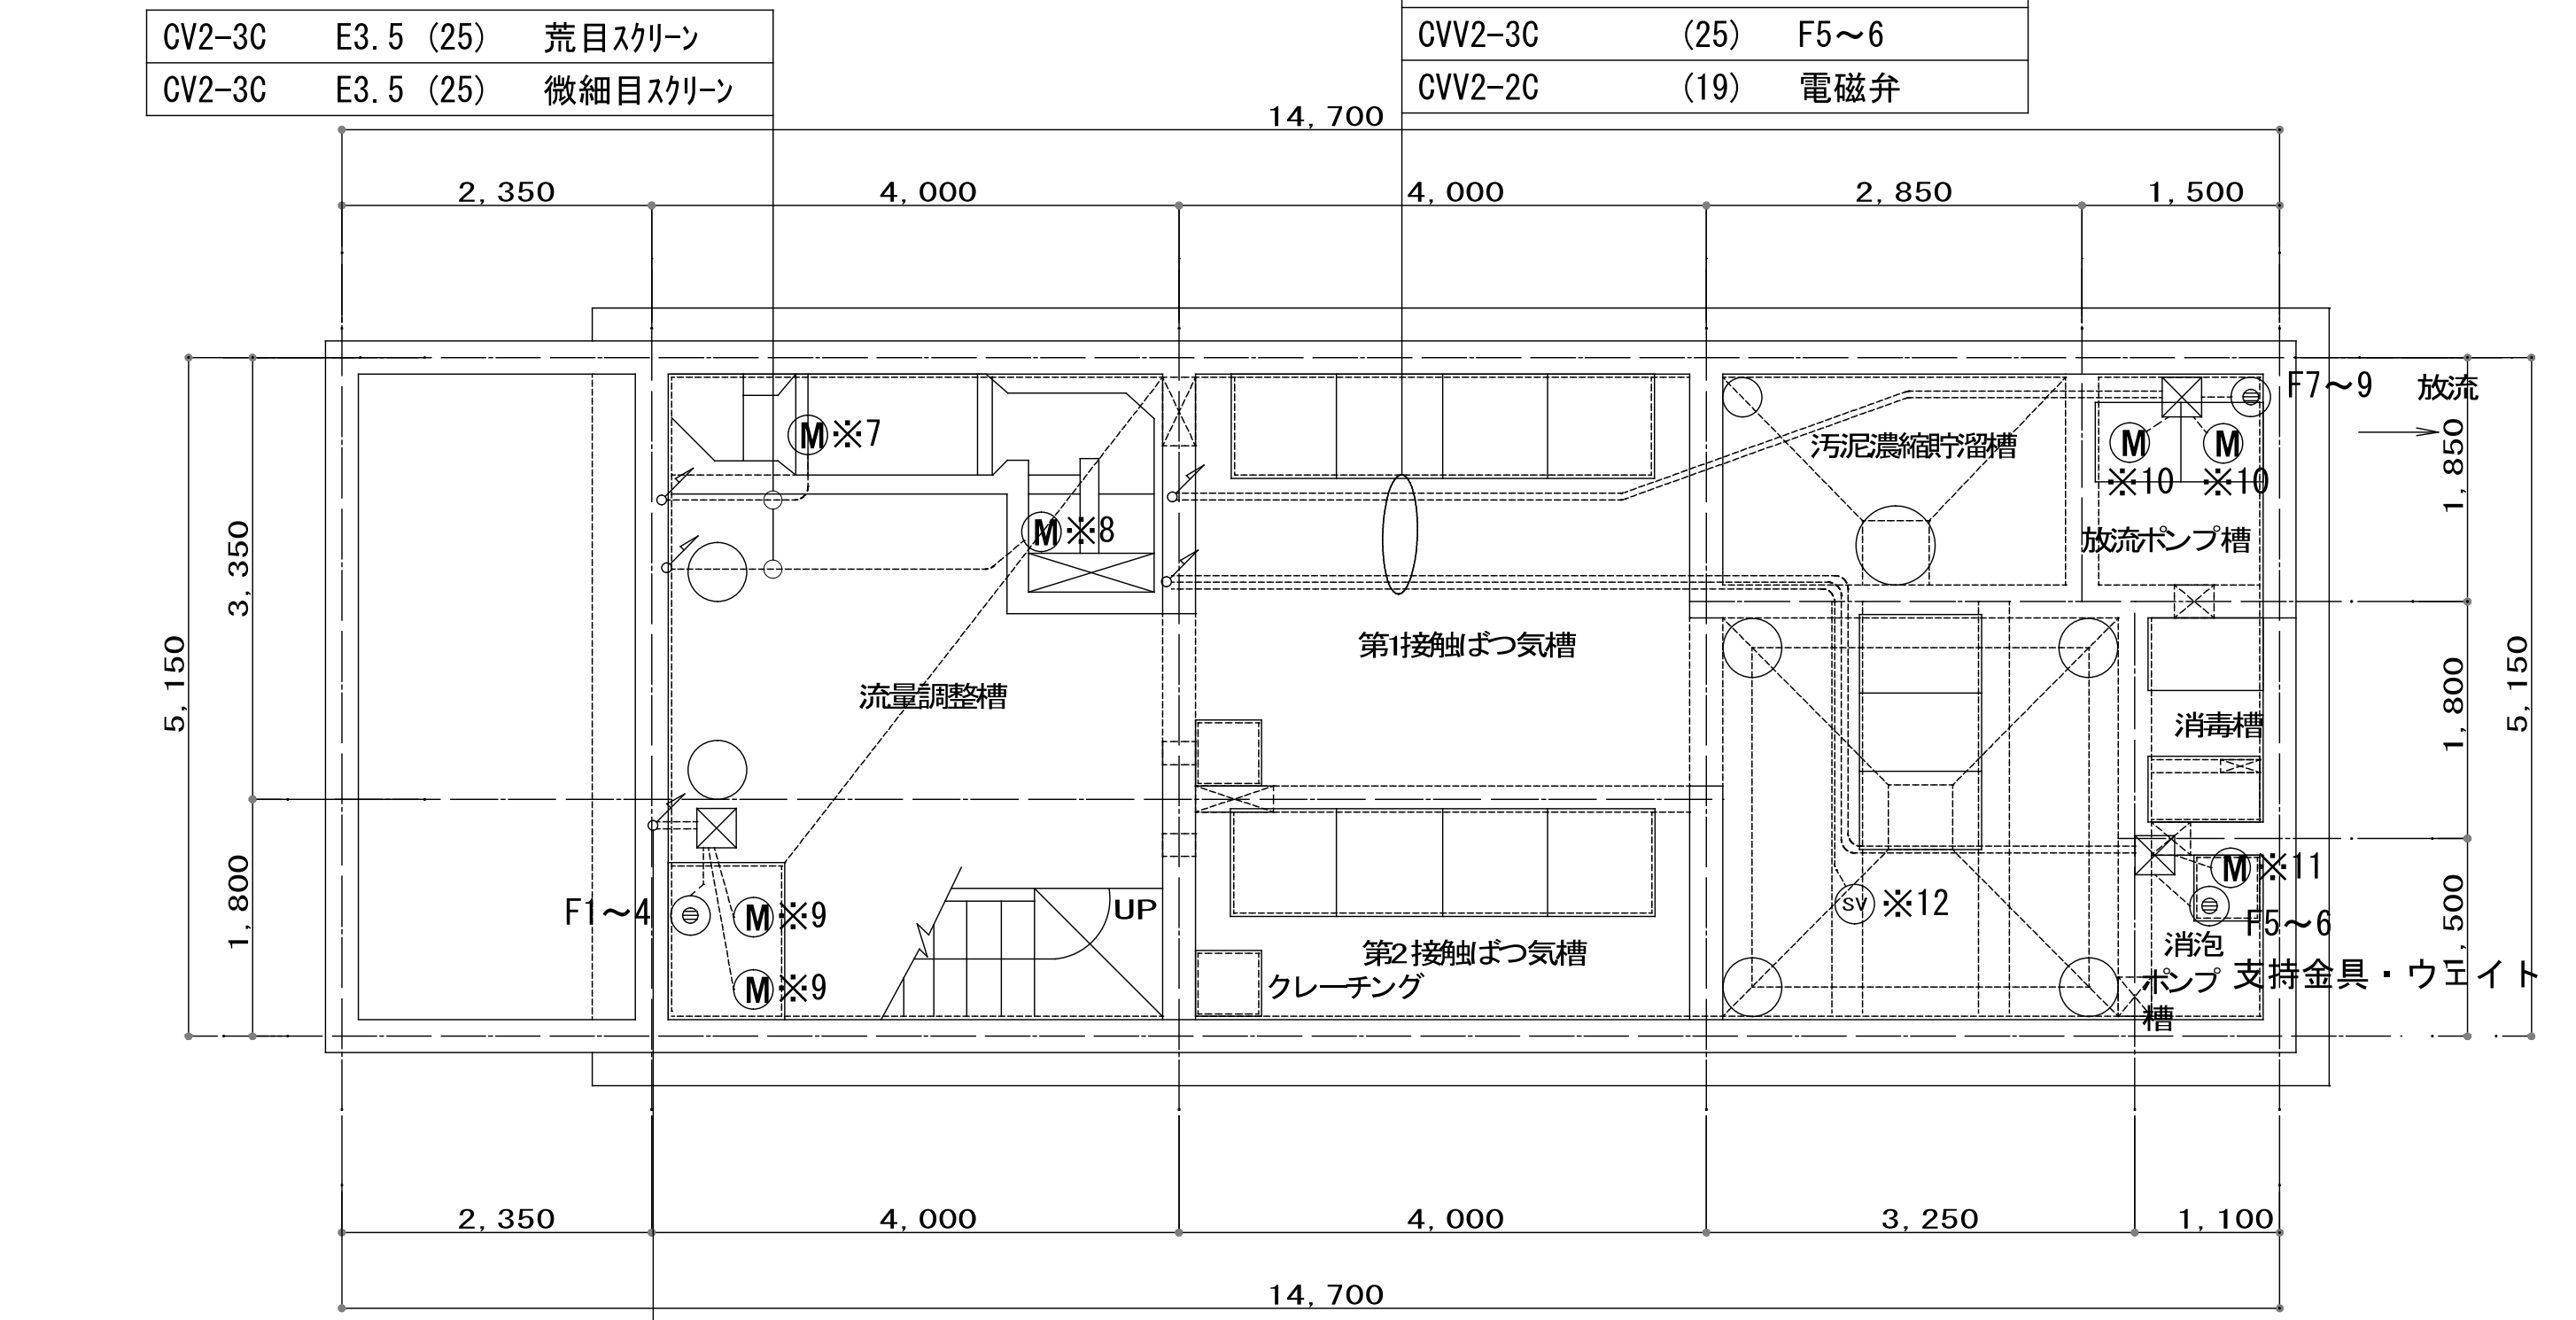 CV2-3C E3.5 (25) 荒目ｽｸﾘｰﾝ
CV2-3C E3.5 (25) 微細目ｽｸﾘｰﾝ
CVV2-3C (25) F5～6
CVV2-2C (19) 電磁弁
14,700
2,350 4,000 4,000 2,850 1,500
F7～9 放流
M ※7
汚泥濃縮貯留槽
M M
※10 ※10
1,850
M ※8
放流ポンプ槽
3,350
5,150
第1接触ばつ気槽
流量調整槽
消毒槽
1,800
5,150
M ※11
F1～4 M ※9
UP
SV ※12
1,800
F5～6
1,500
第2接触ばつ気槽
消泡
ポンプ
槽
支持金具・ウェイト
M ※9
クレーチング
2,350 4,000 4,000 3,250 1,100
14,700